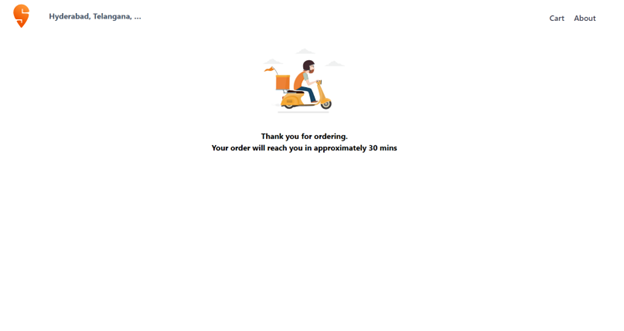 Hyderabad, Telangana, ...
Cart About
Thank you for ordering.
Your order will reach you in approximately 30 mins